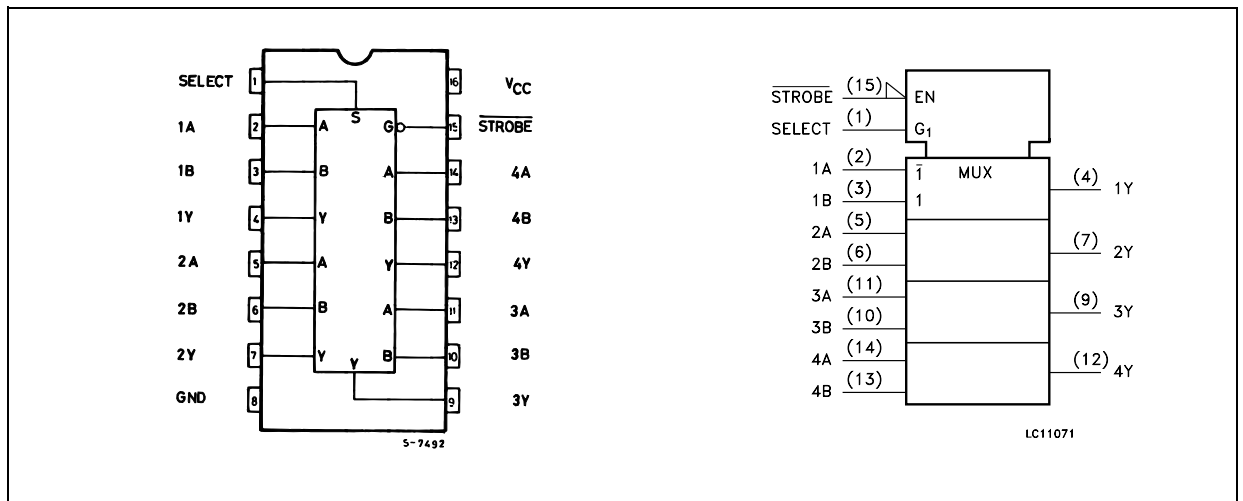 SELECT 1 16 VCC
1A 2 A S G 15 STROBE
1B 3 B A 14 4A
1Y 4 Y B 13 4B
2A 5 A Y 12 4Y
2B 6 B A 11 3A
2Y 7 Y Y B 10 3B
GND 8 9 3Y
S-7492
STROBE (15) EN
SELECT (1) G1
MUX
1A (2) 1̅ (4) 1Y
1B (3) 1
2A (5) (7) 2Y
2B (6)
3A (11) (9) 3Y
3B (10)
4A (14) (12) 4Y
4B (13)
LC11071